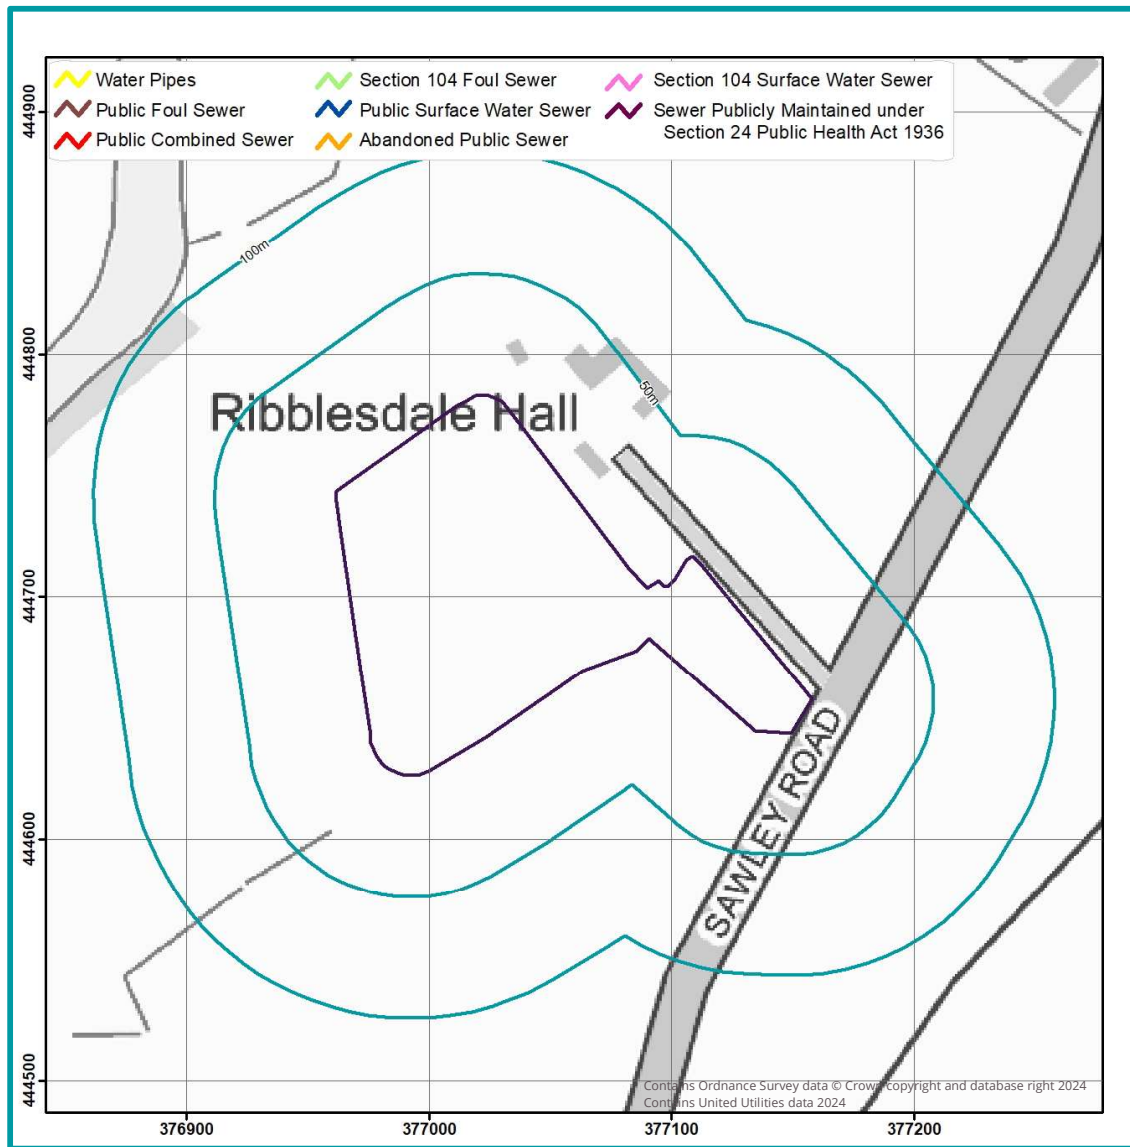 Water Pipes
Public Foul Sewer
Public Combined Sewer
Section 104 Foul Sewer
Public Surface Water Sewer
Abandoned Public Sewer
Section 104 Surface Water Sewer
Sewer Publicly Maintained under
Section 24 Public Health Act 1936
444900
100m
444800
50m
Ribblesdale Hall
444700
SAWLEY ROAD
444600
444500
Contains Ordnance Survey data © Crown copyright and database right 2024
Contains United Utilities data 2024
376900
377000
377100
377200